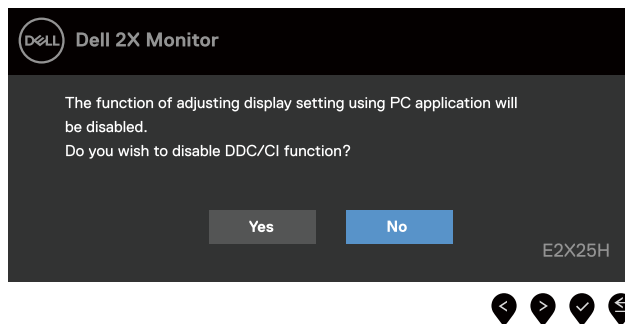 DELL Dell 2X Monitor
The function of adjusting display setting using PC application will
be disabled.
Do you wish to disable DDC/CI function?
Yes No
E2X25H